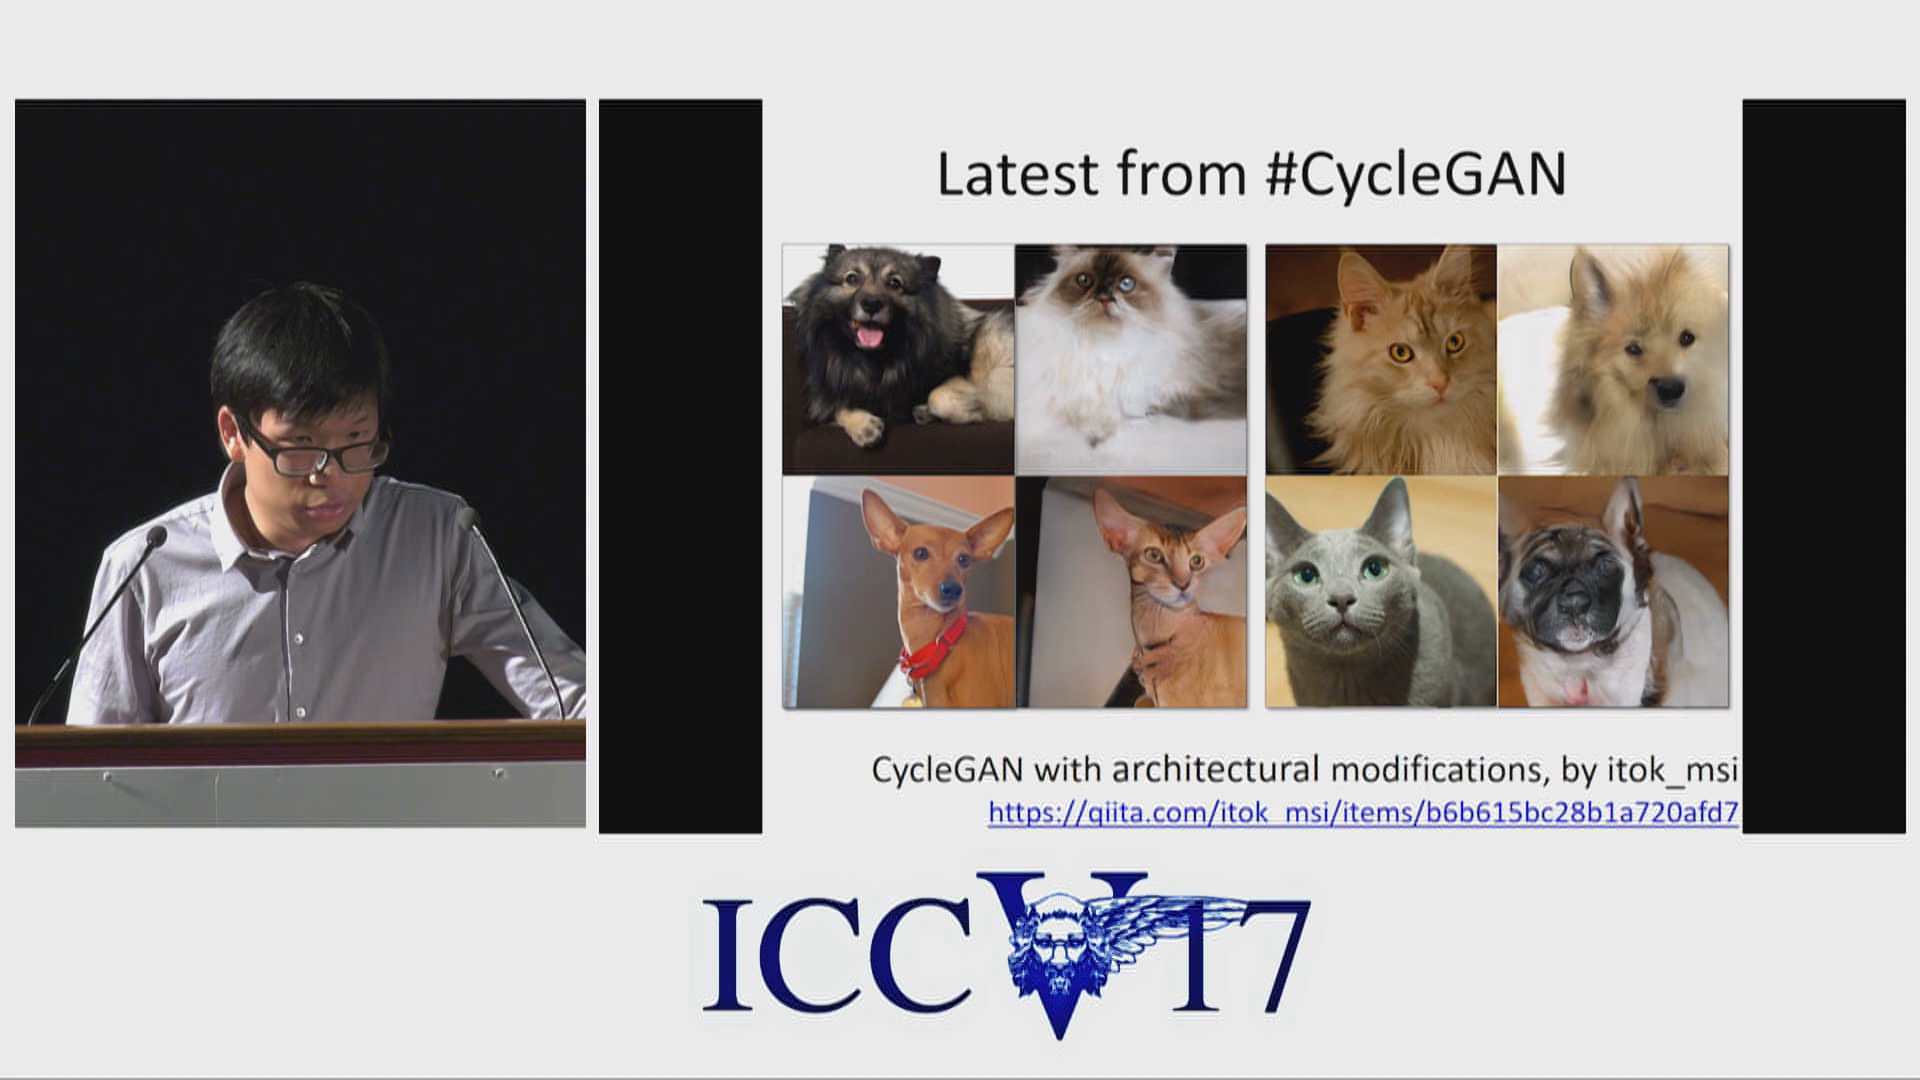 Latest from #CycleGAN
CycleGAN with architectural modifications, by itok_msi
https://qiita.com/itok_msi/items/b6b615bc28b1a720afd7
ICCV17